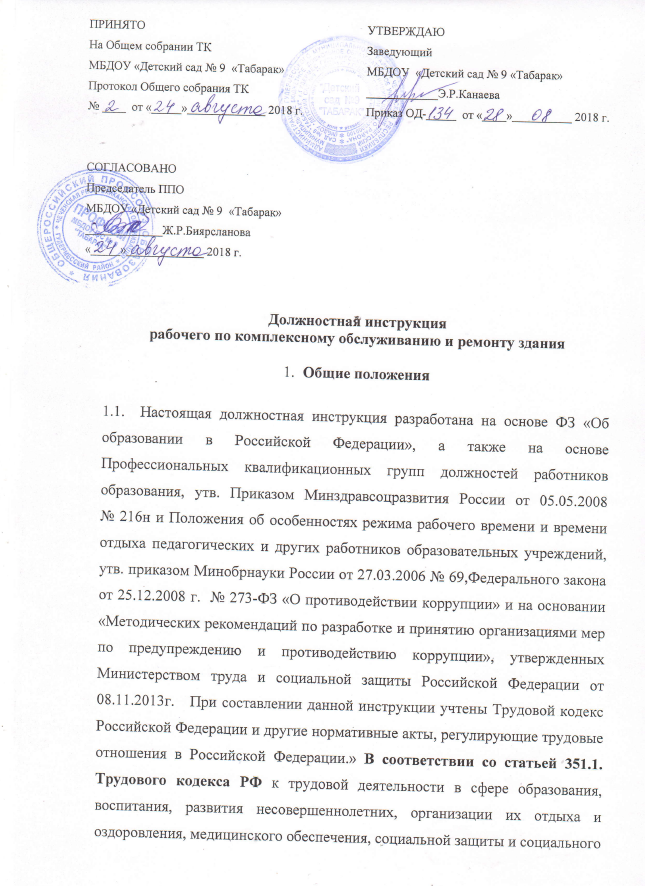 ПРИНЯТО
На Общем собрании ТК
МБДОУ «Детский сад № 9 «Табарак»
Протокол Общего собрания ТК
№ 2 от «24» августа 2018 г.
УТВЕРЖДАЮ
Заведующий
МБДОУ «Детский сад № 9 «Табарак»
Э.Р.Канаева
Приказ ОД-134 от «28» 08 2018 г.
СОГЛАСОВАНО
Председатель ППО
МБДОУ «Детский сад № 9 «Табарак»
Ж.Р.Биярсланова
«24» августа 2018 г.
Должностная инструкция
рабочего по комплексному обслуживанию и ремонту здания
1. Общие положения
1.1. Настоящая должностная инструкция разработана на основе ФЗ «Об
образовании в Российской Федерации», а также на основе
Профессиональных квалификационных групп должностей работников
образования, утв. Приказом Минздравсоцразвития России от 05.05.2008
№ 216н и Положения об особенностях режима рабочего времени и времени
отдыха педагогических и других работников образовательных учреждений,
утв. приказом Минобрнауки России от 27.03.2006 № 69,Федерального закона
от 25.12.2008 г. № 273-ФЗ «О противодействии коррупции» и на основании
«Методических рекомендаций по разработке и принятию организациями мер
по предупреждению и противодействию коррупции», утвержденных
Министерством труда и социальной защиты Российской Федерации от
08.11.2013г. При составлении данной инструкции учтены Трудовой кодекс
Российской Федерации и другие нормативные акты, регулирующие трудовые
отношения в Российской Федерации.» В соответствии со статьей 351.1.
Трудового кодекса РФ к трудовой деятельности в сфере образования,
воспитания, развития несовершеннолетних, организации их отдыха и
оздоровления, медицинского обеспечения, социальной защиты и социального